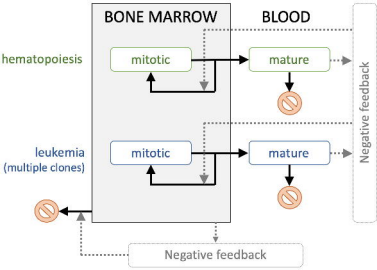 BONE MARROW
BLOOD
hematopoiesis
mitotic
mature
leukemia
(multiple clones)
mitotic
mature
Negative feedback
Negative feedback